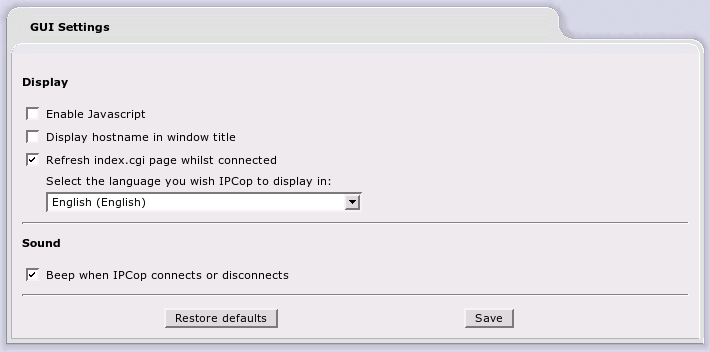 GUI Settings
Display
Enable Javascript
Display hostname in window title
Refresh index.cgi page whilst connected
Select the language you wish IPCop to display in:
English (English)
Sound
Beep when IPCop connects or disconnects
Restore defaults
Save